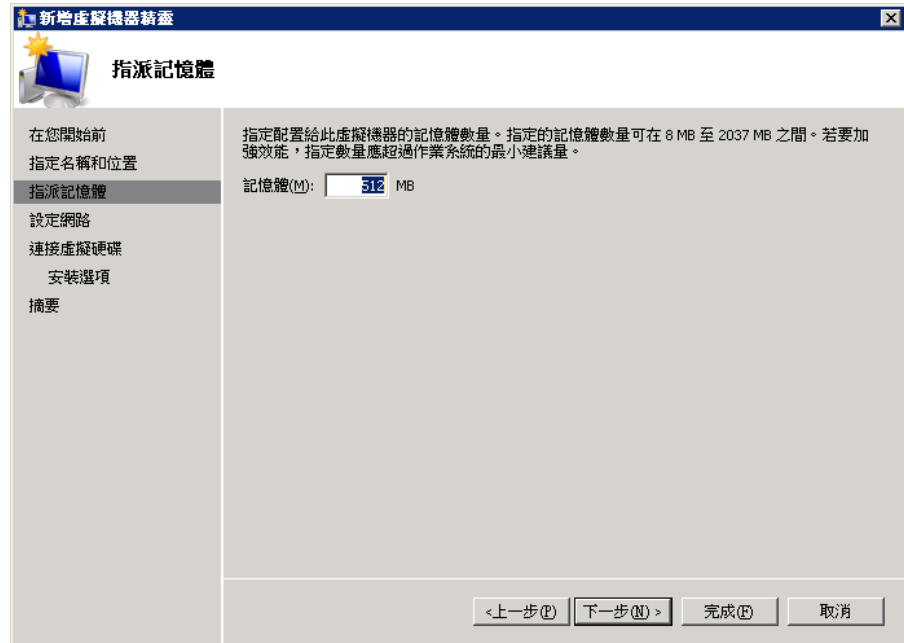 新增虛擬機器精靈
指派記憶體
在您開始前
指定名稱和位置
指派記憶體
設定網路
連接虛擬硬碟
安裝選項
摘要
指定配置給此虛擬機器的記憶體數量。指定的記憶體數量可在 8 MB 至 2037 MB 之間。若要加
強效能，指定數量應超過作業系統的最小建議量。
記憶體(M): 512 MB
<上一步(P) 下一步(N) > 完成(F) 取消